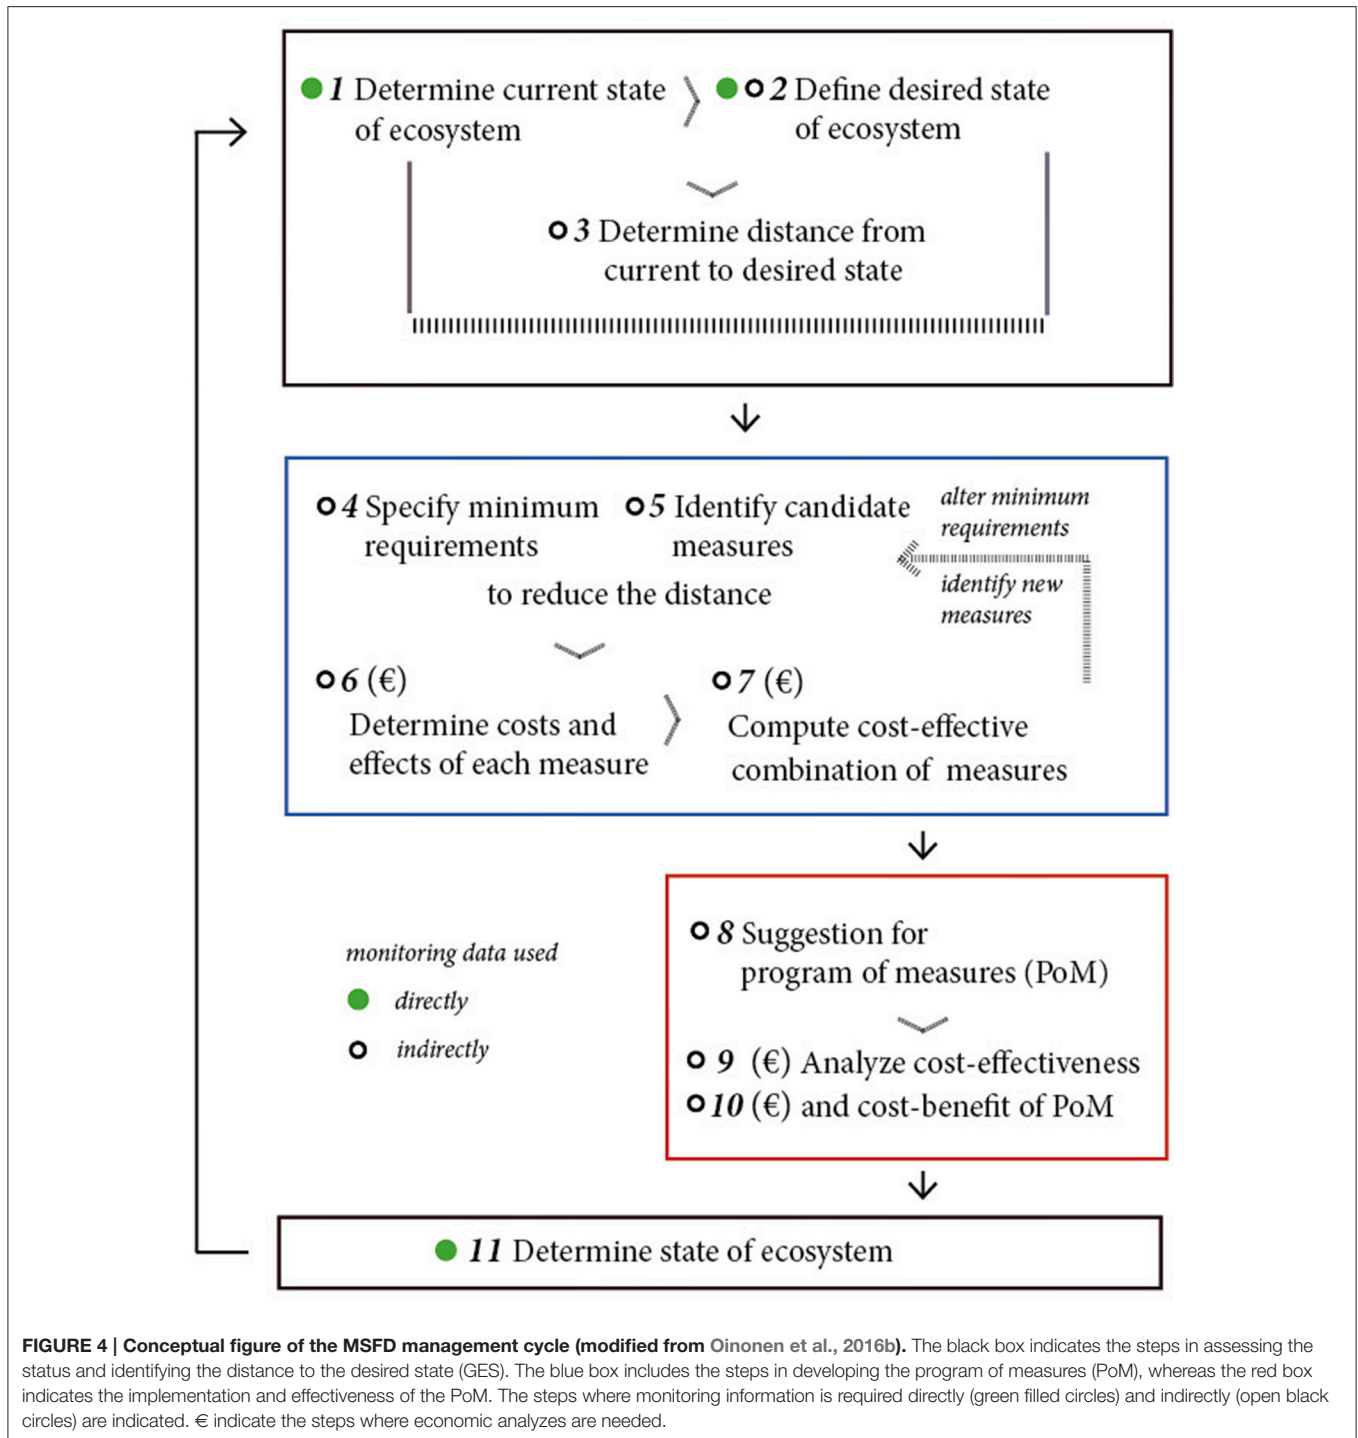 1 Determine current state
of ecosystem
2 Define desired state
of ecosystem
3 Determine distance from
current to desired state
4 Specify minimum
requirements
5 Identify candidate
measures
to reduce the distance
alter minimum
requirements
identify new
measures
6 (€)
Determine costs and
effects of each measure
7 (€)
Compute cost-effective
combination of measures
8 Suggestion for
program of measures (PoM)
9 (€) Analyze cost-effectiveness
10 (€) and cost-benefit of PoM
monitoring data used
directly
indirectly
11 Determine state of ecosystem
FIGURE 4 | Conceptual figure of the MSFD management cycle (modified from Oinonen et al., 2016b). The black box indicates the steps in assessing the
status and identifying the distance to the desired state (GES). The blue box includes the steps in developing the program of measures (PoM), whereas the red box
indicates the implementation and effectiveness of the PoM. The steps where monitoring information is required directly (green filled circles) and indirectly (open black
circles) are indicated. € indicate the steps where economic analyzes are needed.